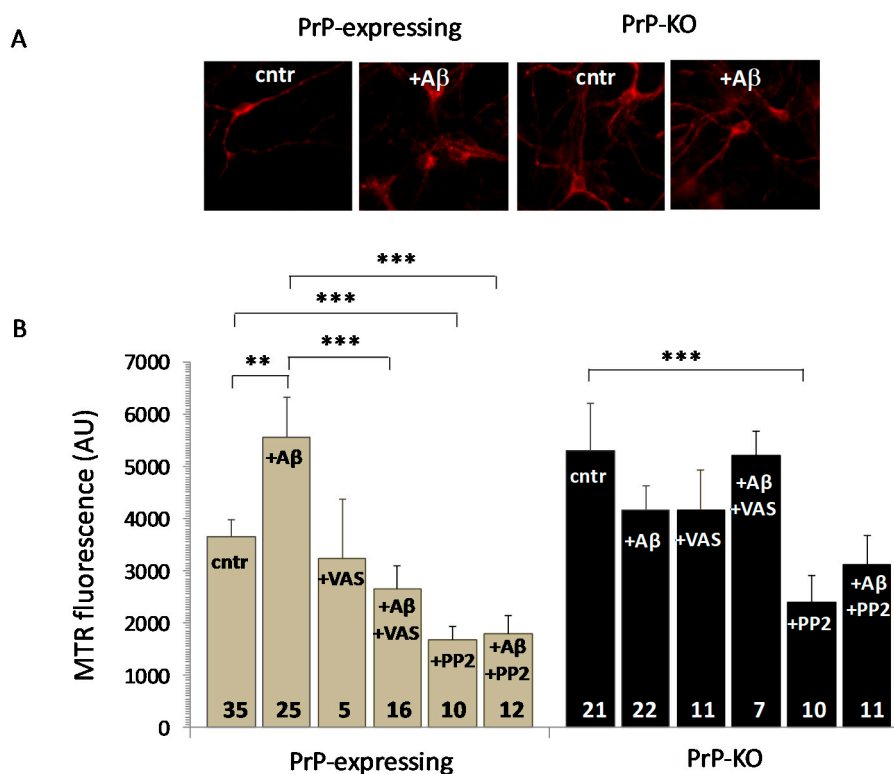 PrP-expressing PrP-KO
A
cntr +Aβ cntr +Aβ
***
***
B
** *** ***
MTR fluorescence (AU)
7000
6000
5000
4000
3000
2000
1000
0
cntr
+Aβ
+VAS
+Aβ
+VAS
+PP2
+Aβ
+PP2
cntr
+Aβ
+VAS
+Aβ
+VAS
+PP2
+Aβ
+PP2
35 25 5 16 10 12 21 22 11 7 10 11
PrP-expressing PrP-KO